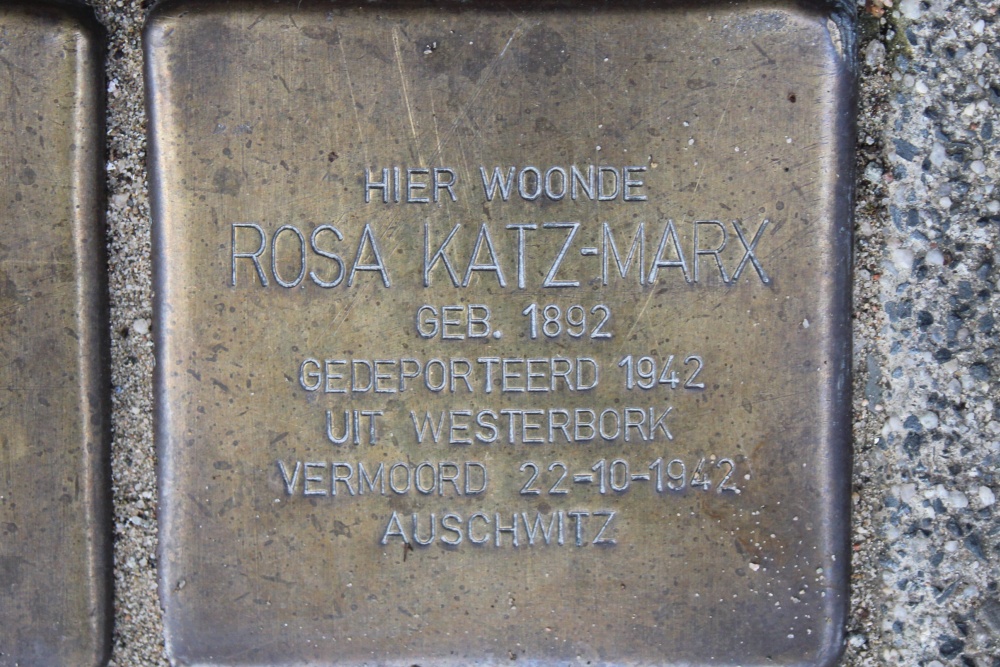 HIER WOONDE
ROSA KATZ-MARX
GEB. 1892
GEDEPORTEERD 1942
UIT WESTERBORK
VERMOORD 22-10-1942
AUSCHWITZ